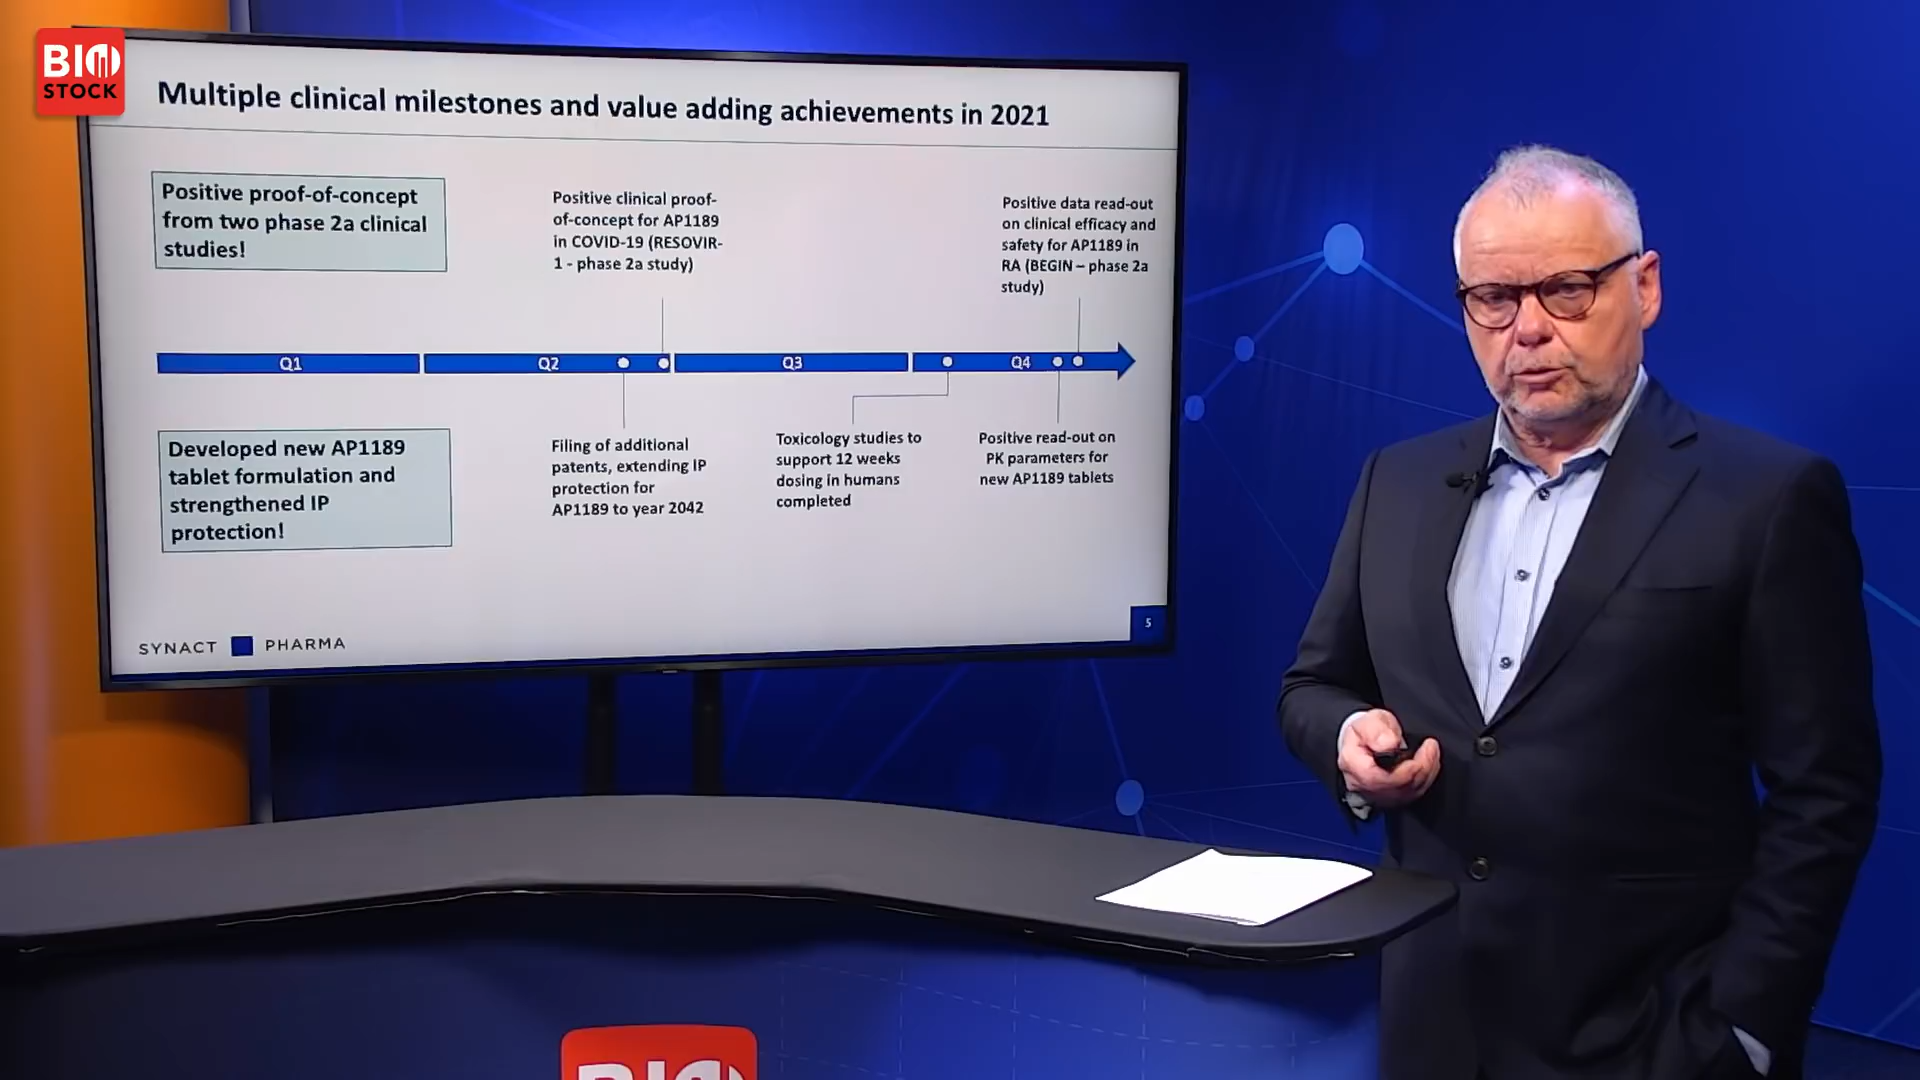 BIO
STOCK
Multiple clinical milestones and value adding achievements in 2021
Positive proof-of-concept
from two phase 2a clinical
studies!
Positive clinical proof-
of-concept for AP1189
in COVID-19 (RESOVIR-
1 - phase 2a study)
Positive data read-out
on clinical efficacy and
safety for AP1189 in
RA (BEGIN – phase 2a
study)
Q1
Q2
Q3
Q4
Developed new AP1189
tablet formulation and
strengthened IP
protection!
Filing of additional
patents, extending IP
protection for
AP1189 to year 2042
Toxicology studies to
support 12 weeks
dosing in humans
completed
Positive read-out on
PK parameters for
new AP1189 tablets
SYNACT PHARMA
5
BIO